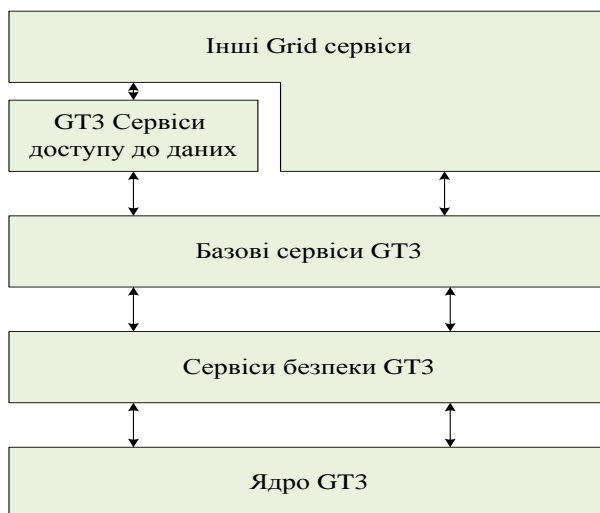 Інші Grid сервіси
GT3 Сервіси
доступу до даних
Базові сервіси GT3
Сервіси безпеки GT3
Ядро GT3